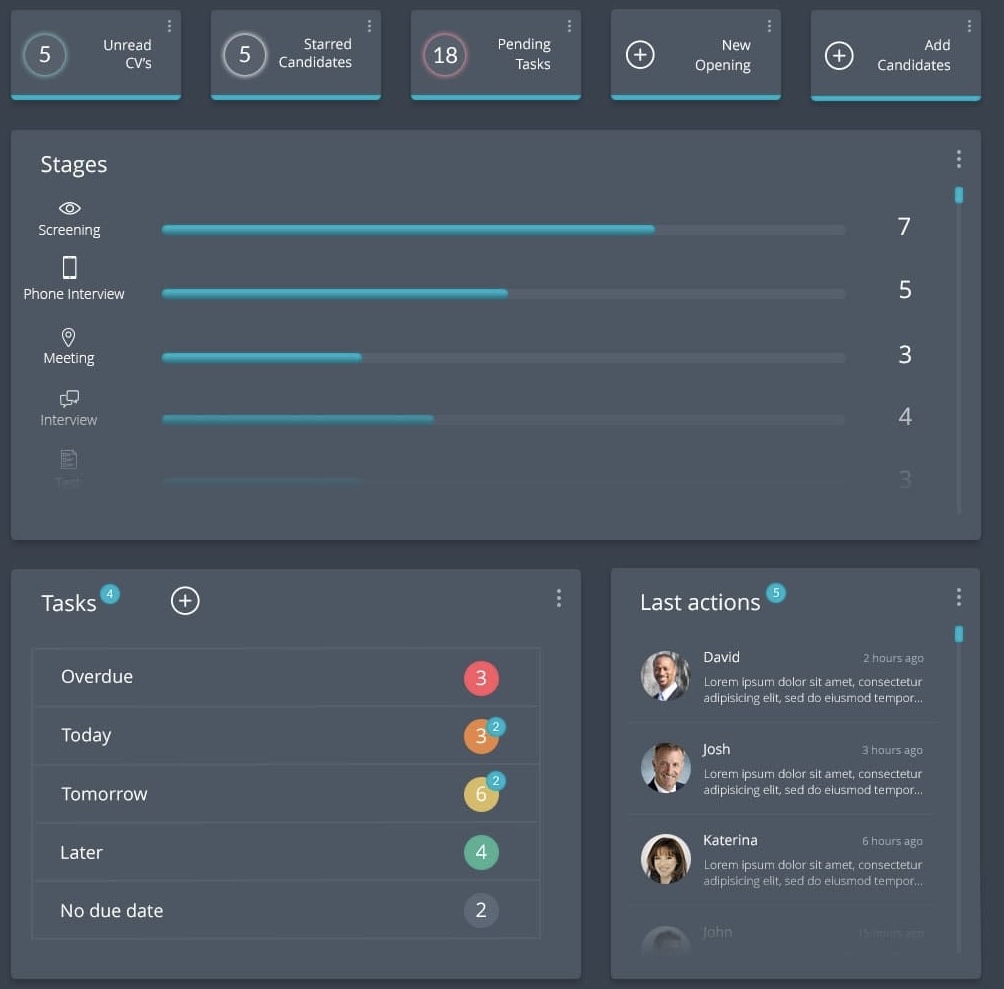 5
Unread
CV's
5
Starred
Candidates
18
Pending
Tasks
New
Opening
Add
Candidates
Stages
Screening
7
Phone Interview
5
Meeting
3
Interview
4
Test
3
Tasks 4
Overdue
3
Today
3 2
Tomorrow
6 2
Later
4
No due date
2
Last actions 5
David 2 hours ago
Lorem ipsum dolor sit amet, consectetur
adipisicing elit, sed do eiusmod tempor...
Josh 3 hours ago
Lorem ipsum dolor sit amet, consectetur
adipisicing elit, sed do eiusmod tempor...
Katerina 6 hours ago
Lorem ipsum dolor sit amet, consectetur
adipisicing elit, sed do eiusmod tempor...
John 15 hours ago